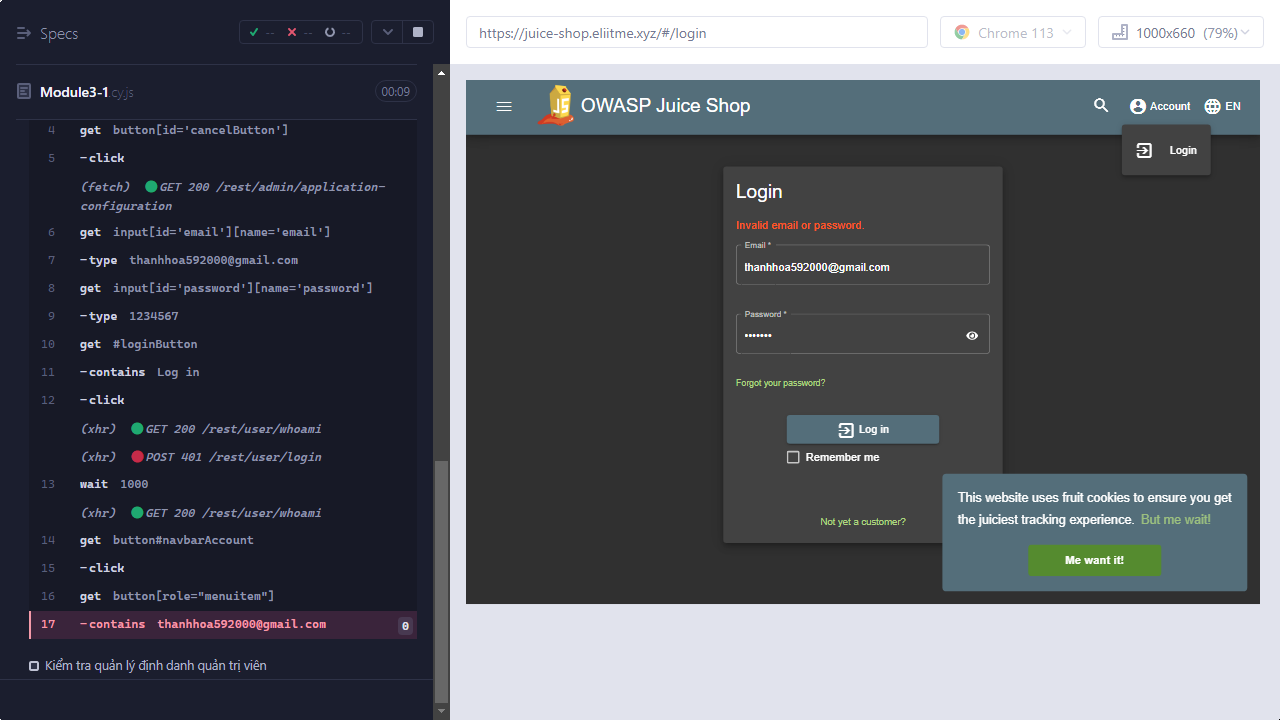 Specs
-- -- --
Module3-1.cy.js 00:09
4 get button[id='cancelButton']
5 -click
(fetch) GET 200 /rest/admin/application-
configuration
6 get input[id='email'][name='email']
7 -type thanhhoa592000@gmail.com
8 get input[id='password'][name='password']
9 -type 1234567
10 get #loginButton
11 -contains Log in
12 -click
(xhr) GET 200 /rest/user/whoami
(xhr) POST 401 /rest/user/login
13 wait 1000
(xhr) GET 200 /rest/user/whoami
14 get button#navbarAccount
15 -click
16 get button[role="menuitem"]
17 -contains thanhhoa592000@gmail.com 0
Kiểm tra quản lý định danh quản trị viên
https://juice-shop.eliitme.xyz/#/login
Chrome 113
1000x660 (79%)
OWASP Juice Shop
Account
EN
Login
Login
Invalid email or password.
Email *
thanhhoa592000@gmail.com
Password *
•••••••
Forgot your password?
Log in
Remember me
Not yet a customer?
This website uses fruit cookies to ensure you get
the juiciest tracking experience. But me wait!
Me want it!